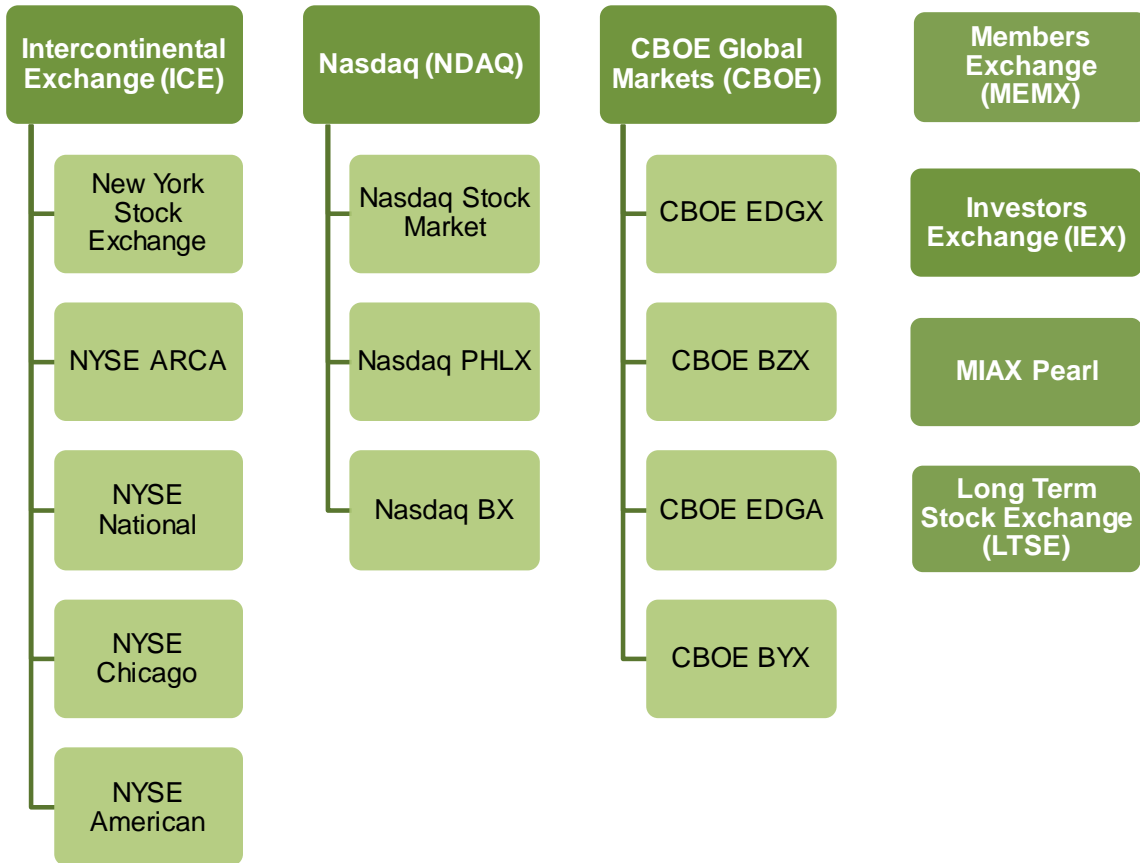 Intercontinental
Exchange (ICE)
New York
Stock
Exchange
NYSE ARCA
NYSE
National
NYSE
Chicago
NYSE
American
Nasdaq (NDAQ)
Nasdaq Stock
Market
Nasdaq PHLX
Nasdaq BX
CBOE Global
Markets (CBOE)
CBOE EDGX
CBOE BZX
CBOE EDGA
CBOE BYX
Members
Exchange
(MEMX)
Investors
Exchange (IEX)
MIAX Pearl
Long Term
Stock Exchange
(LTSE)